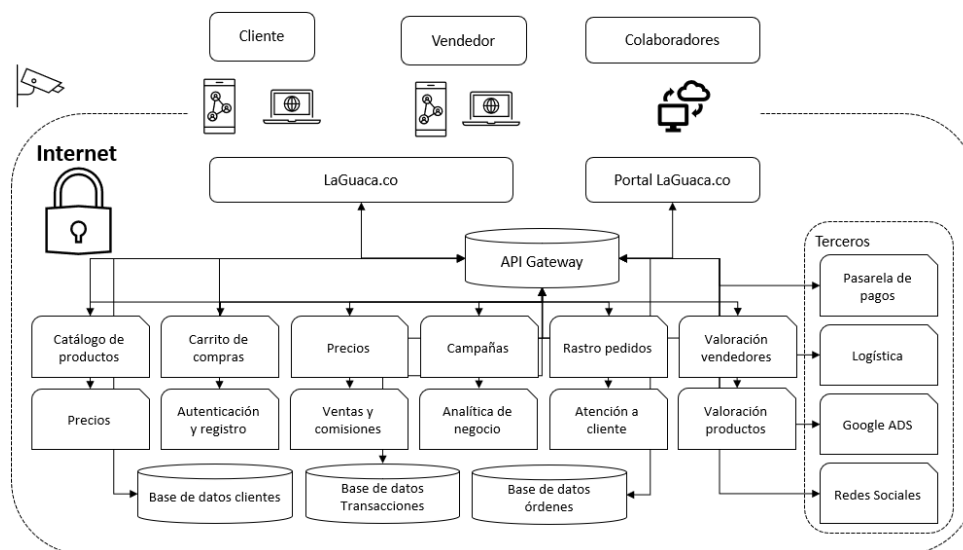 Cliente
Vendedor
Colaboradores
Internet
LaGuaca.co
Portal LaGuaca.co
API Gateway
Terceros
Pasarela de
pagos
Catálogo de
productos
Carrito de
compras
Precios
Campañas
Rastro pedidos
Valoración
vendedores
Logística
Precios
Autenticación
y registro
Ventas y
comisiones
Analítica de
negocio
Atención a
cliente
Valoración
productos
Google ADS
Base de datos clientes
Base de datos
Transacciones
Base de datos
órdenes
Redes Sociales